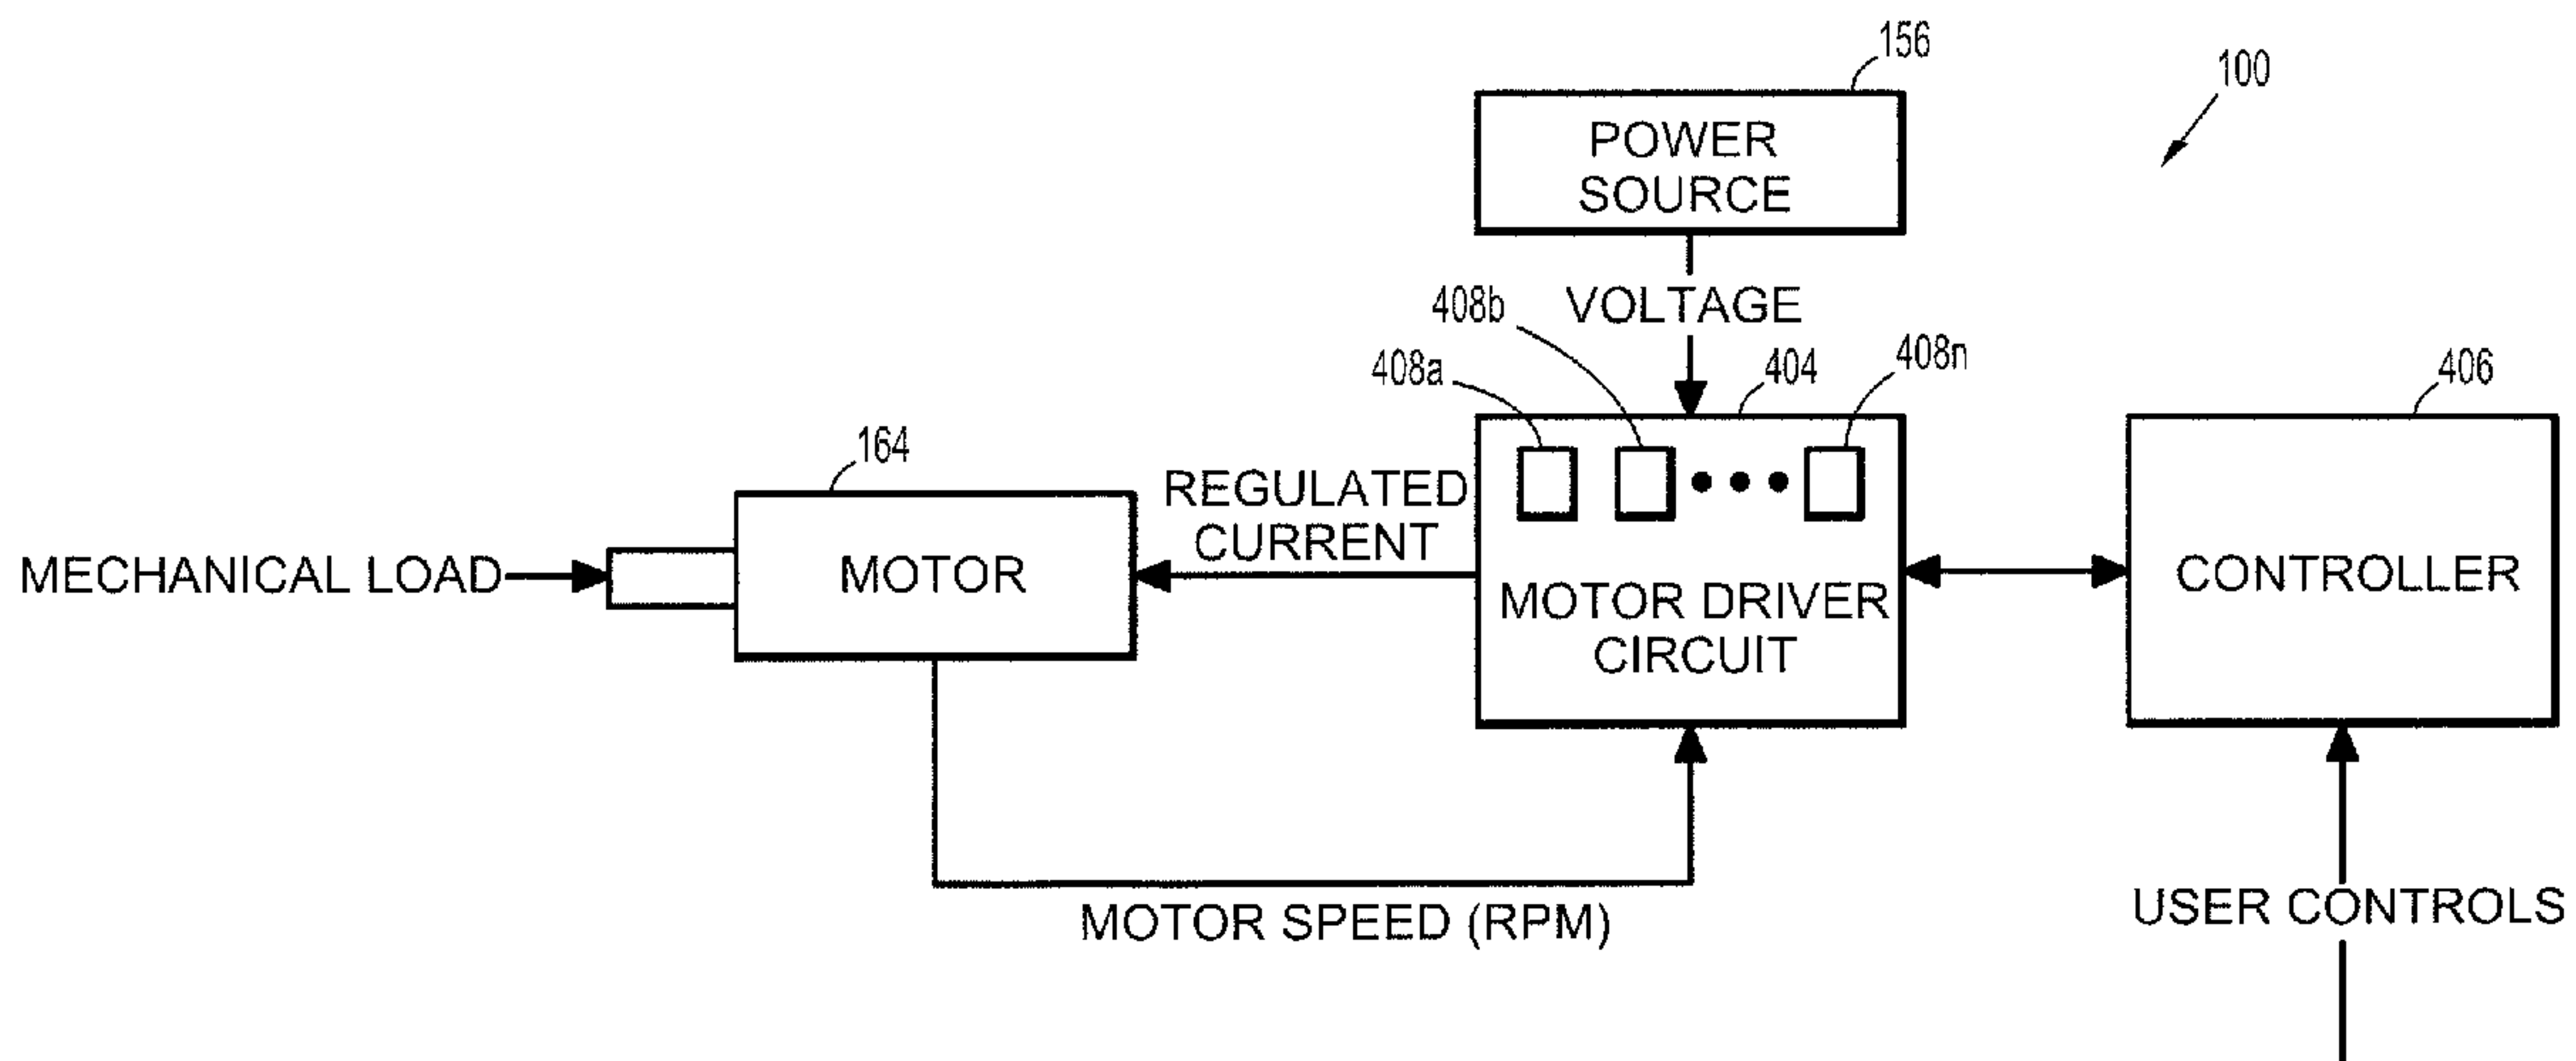 156
100
POWER
SOURCE
408b
VOLTAGE
408a
404
408n
406
164
REGULATED
CURRENT
MECHANICAL LOAD
MOTOR
MOTOR DRIVER
CIRCUIT
CONTROLLER
MOTOR SPEED (RPM)
USER CONTROLS